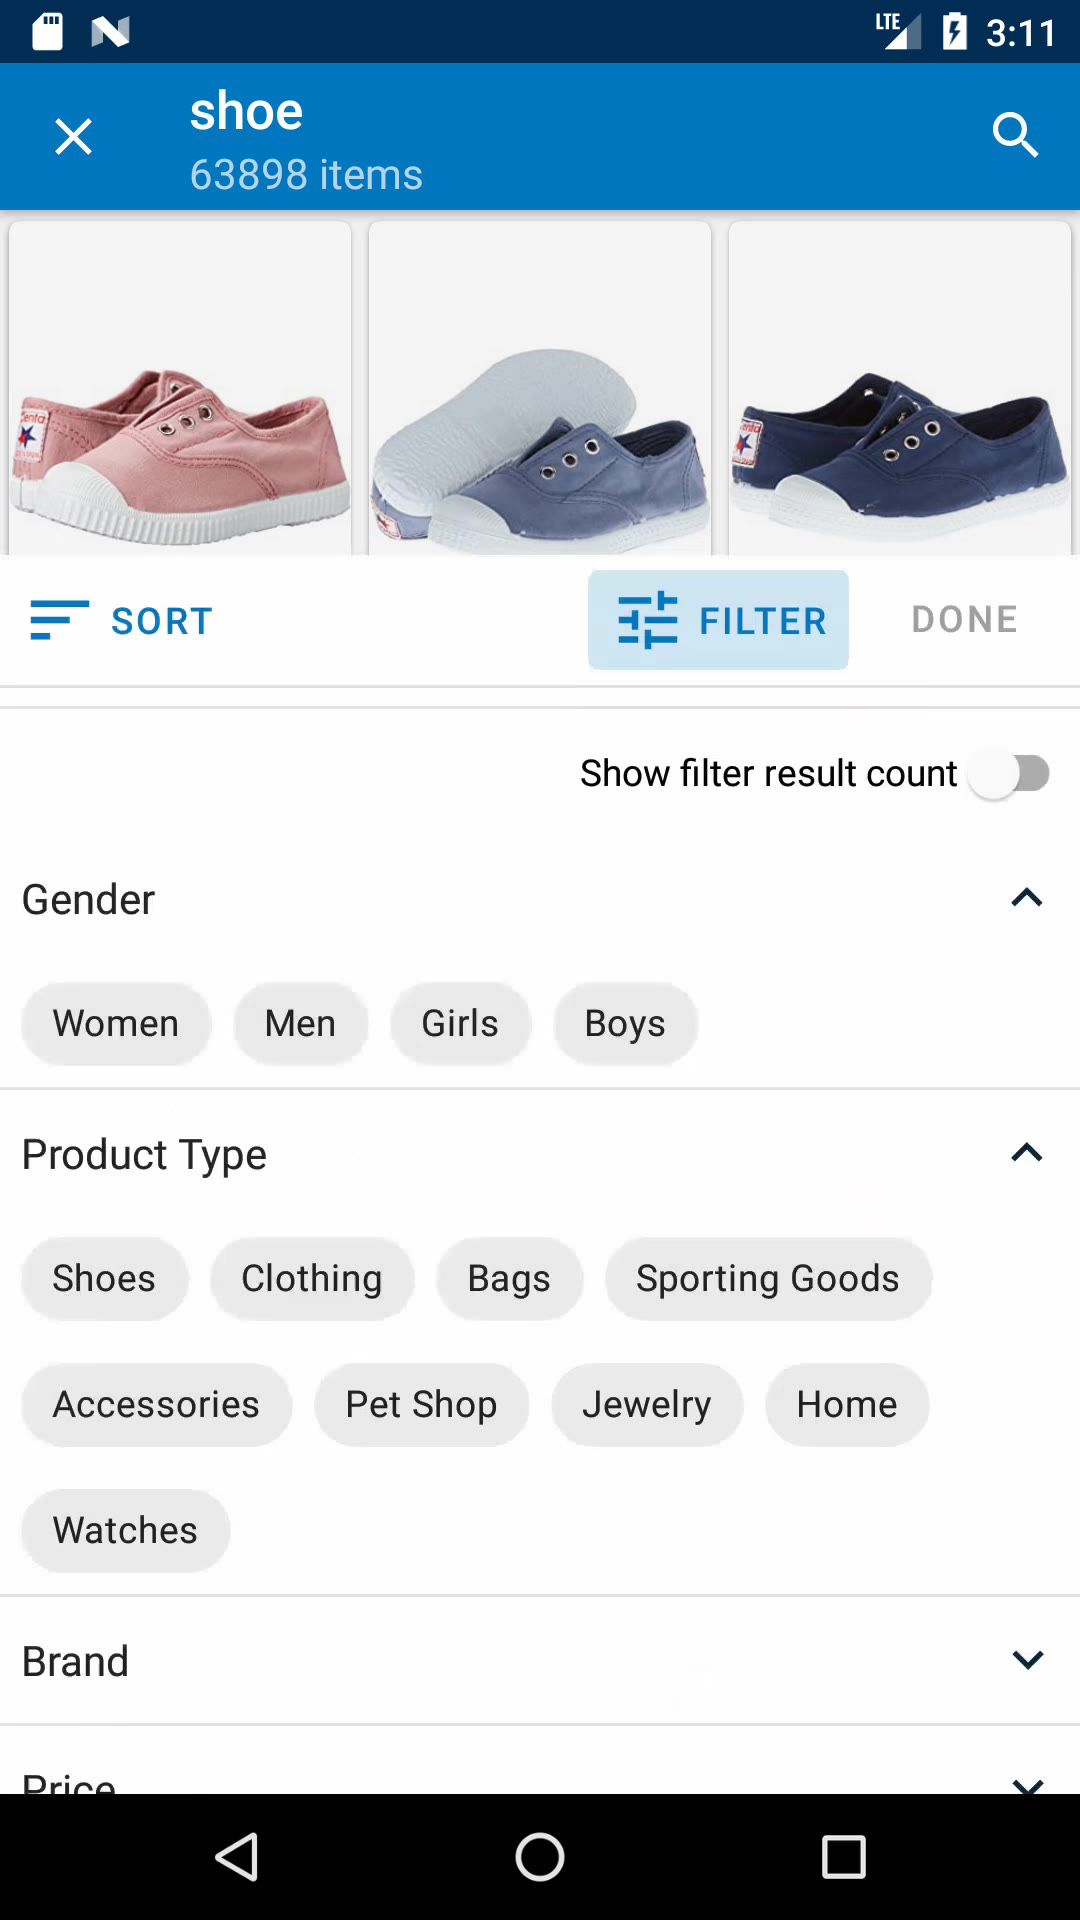 LTE 3:11
shoe
63898 items
SORT FILTER DONE
Show filter result count
Gender
Women Men Girls Boys
Product Type
Shoes Clothing Bags Sporting Goods
Accessories Pet Shop Jewelry Home
Watches
Brand
Price